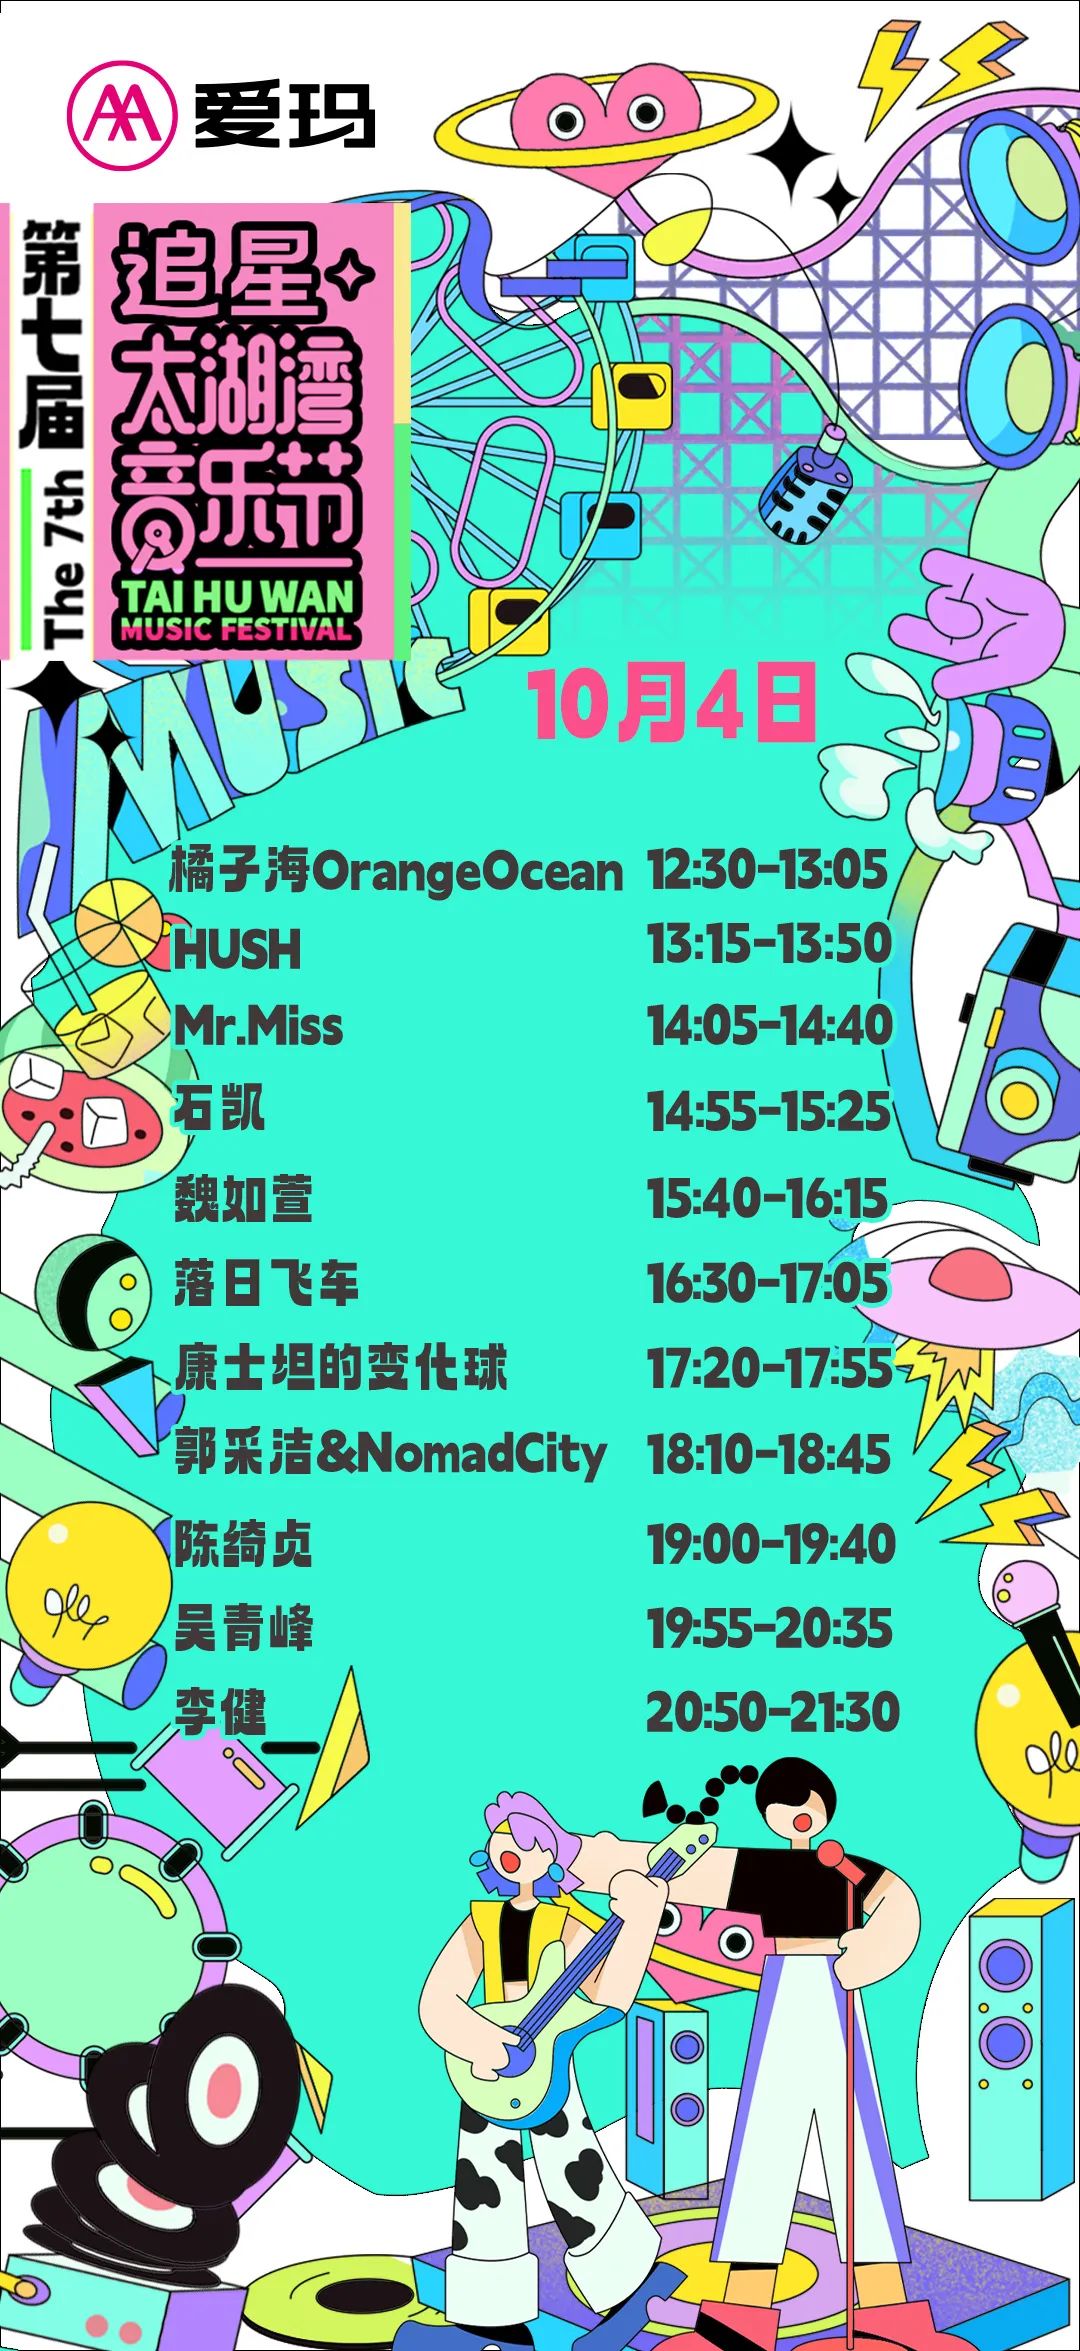 爱玛
第七届
The 7th
追星
太湖湾
音乐节
TAI HU WAN
MUSIC FESTIVAL
MUSIC
10月4日
橘子海OrangeOcean 12:30-13:05
HUSH 13:15-13:50
Mr.Miss 14:05-14:40
石凯 14:55-15:25
魏如萱 15:40-16:15
落日飞车 16:30-17:05
康士坦的变化球 17:20-17:55
郭采洁&NomadCity 18:10-18:45
陈绮贞 19:00-19:40
吴青峰 19:55-20:35
李健 20:50-21:30